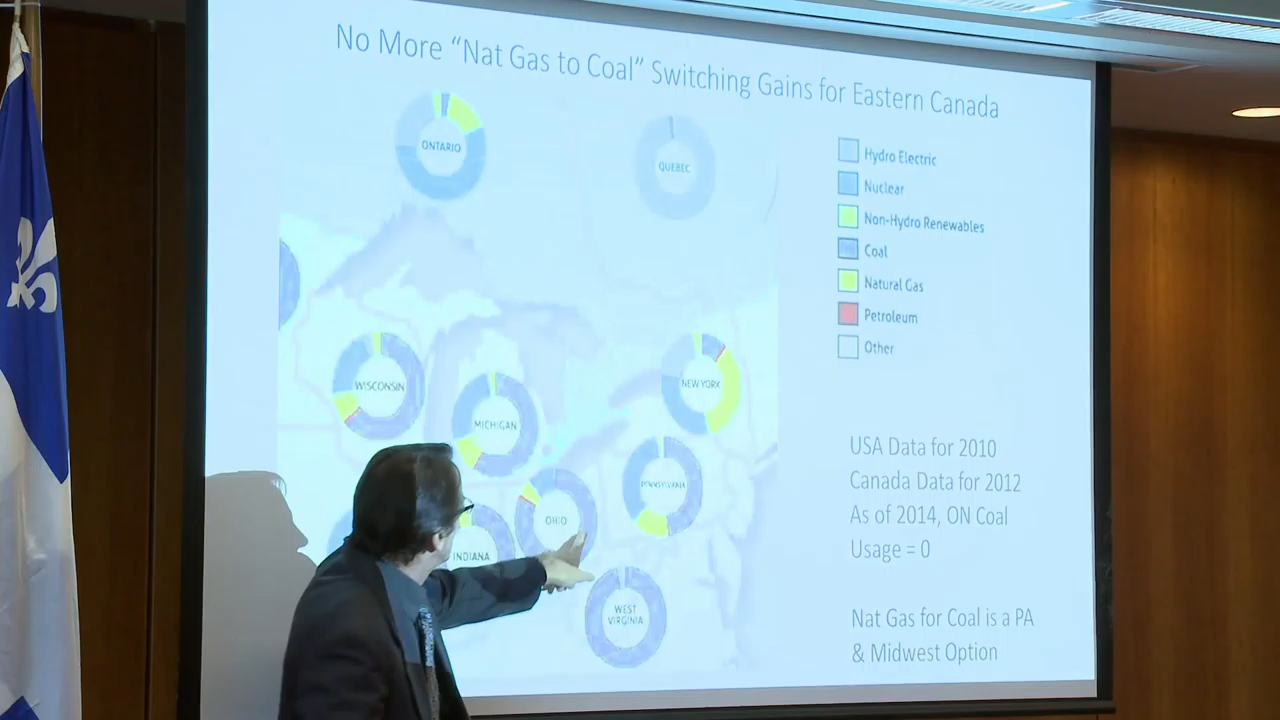 No More “Nat Gas to Coal” Switching Gains for Eastern Canada
ONTARIO
QUEBEC
Hydro Electric
Nuclear
Non-Hydro Renewables
Coal
Natural Gas
Petroleum
Other
WISCONSIN
MICHIGAN
NEW YORK
OHIO
PENNSYLVANIA
INDIANA
WEST
VIRGINIA
USA Data for 2010
Canada Data for 2012
As of 2014, ON Coal
Usage = 0
Nat Gas for Coal is a PA
& Midwest Option